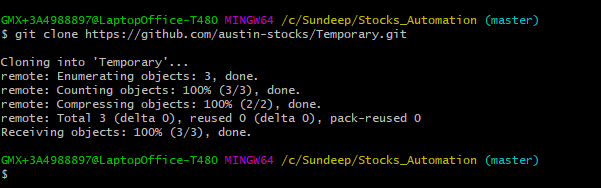 GMX+3A4988897@LaptopOffice-T480 MINGW64 /c/Sundeep/Stocks_Automation (master)
$ git clone https://github.com/austin-stocks/Temporary.git
Cloning into 'Temporary'...
remote: Enumerating objects: 3, done.
remote: Counting objects: 100% (3/3), done.
remote: Compressing objects: 100% (2/2), done.
remote: Total 3 (delta 0), reused 0 (delta 0), pack-reused 0
Receiving objects: 100% (3/3), done.
GMX+3A4988897@LaptopOffice-T480 MINGW64 /c/Sundeep/Stocks_Automation (master)
$